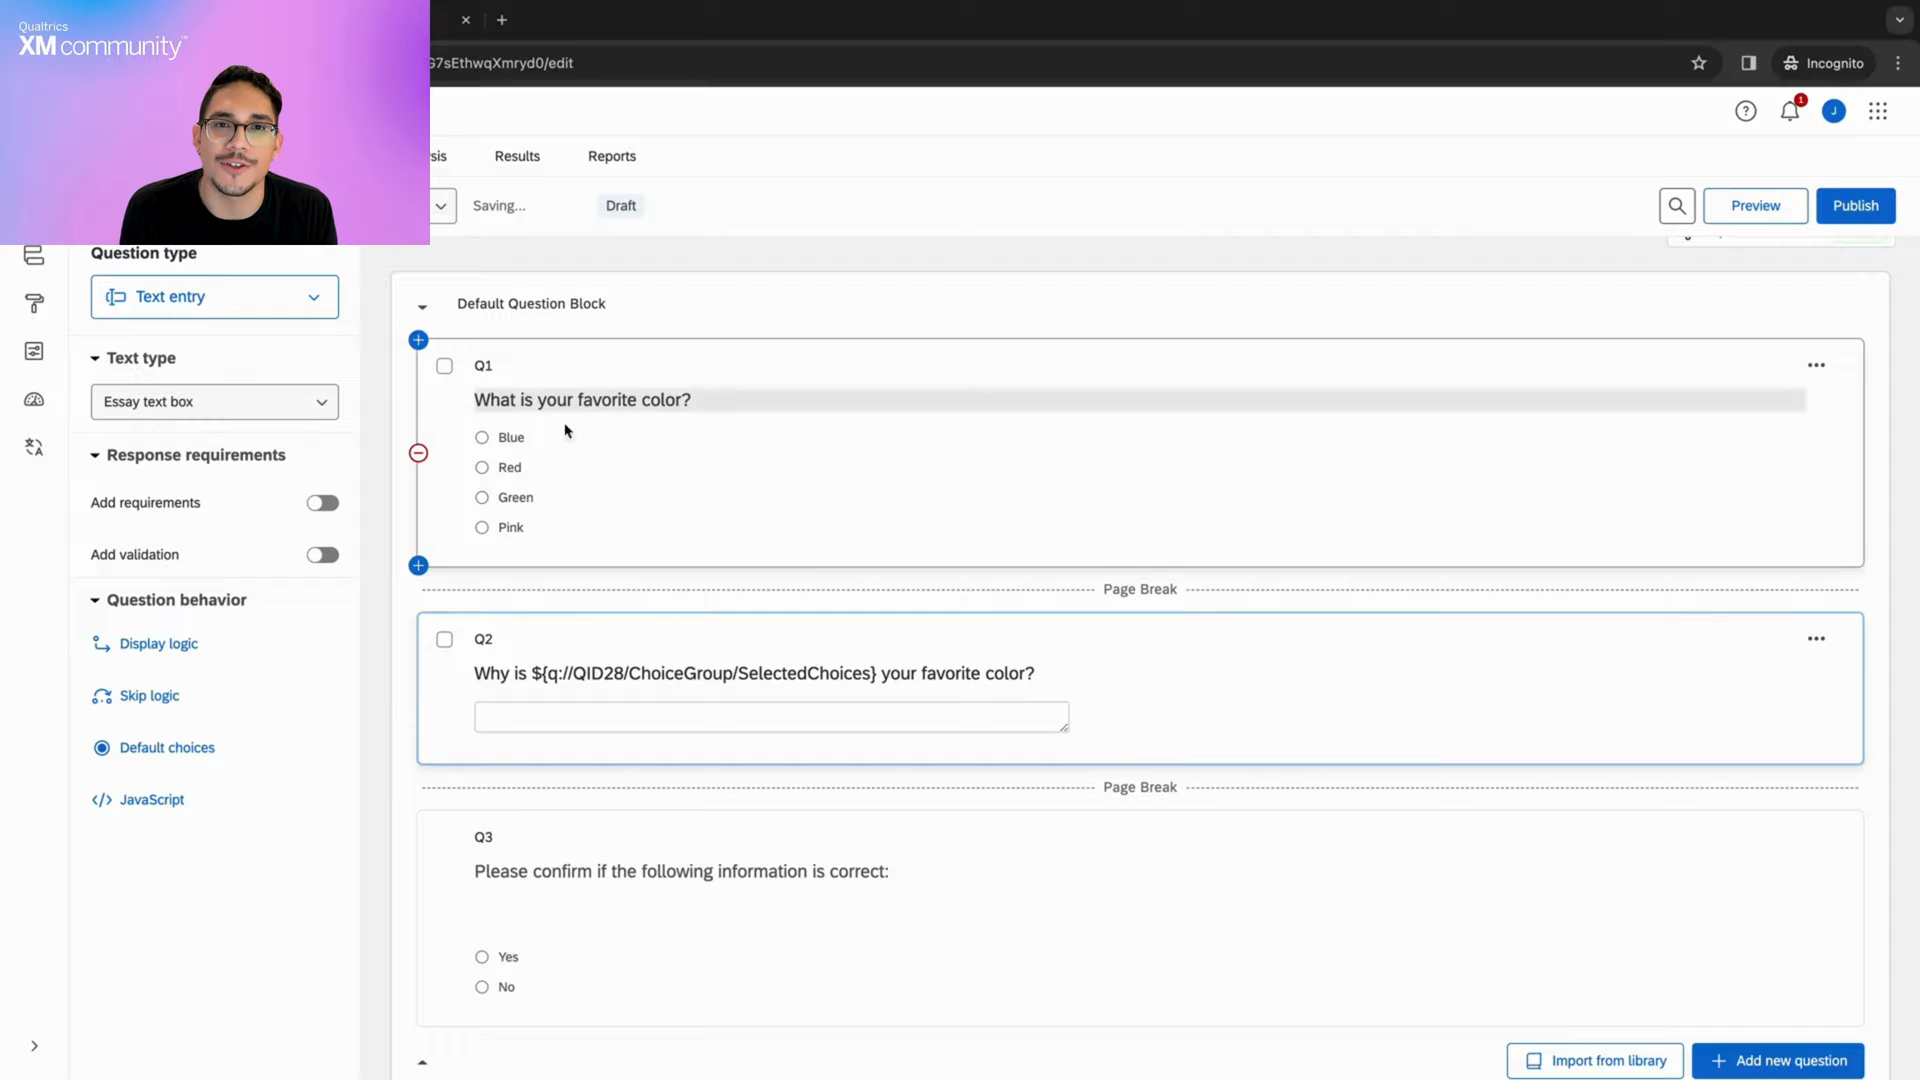 Qualtrics
XM community™
G7sEthwqXmryd0/edit
Incognito
1
J
sis
Results
Reports
Saving...
Draft
Preview
Publish
Question type
Text entry
Text type
Essay text box
Response requirements
Add requirements
Add validation
Question behavior
Display logic
Skip logic
Default choices
JavaScript
Default Question Block
Q1
What is your favorite color?
Blue
Red
Green
Pink
Page Break
Q2
Why is ${q://QID28/ChoiceGroup/SelectedChoices} your favorite color?
Page Break
Q3
Please confirm if the following information is correct:
Yes
No
Import from library
Add new question